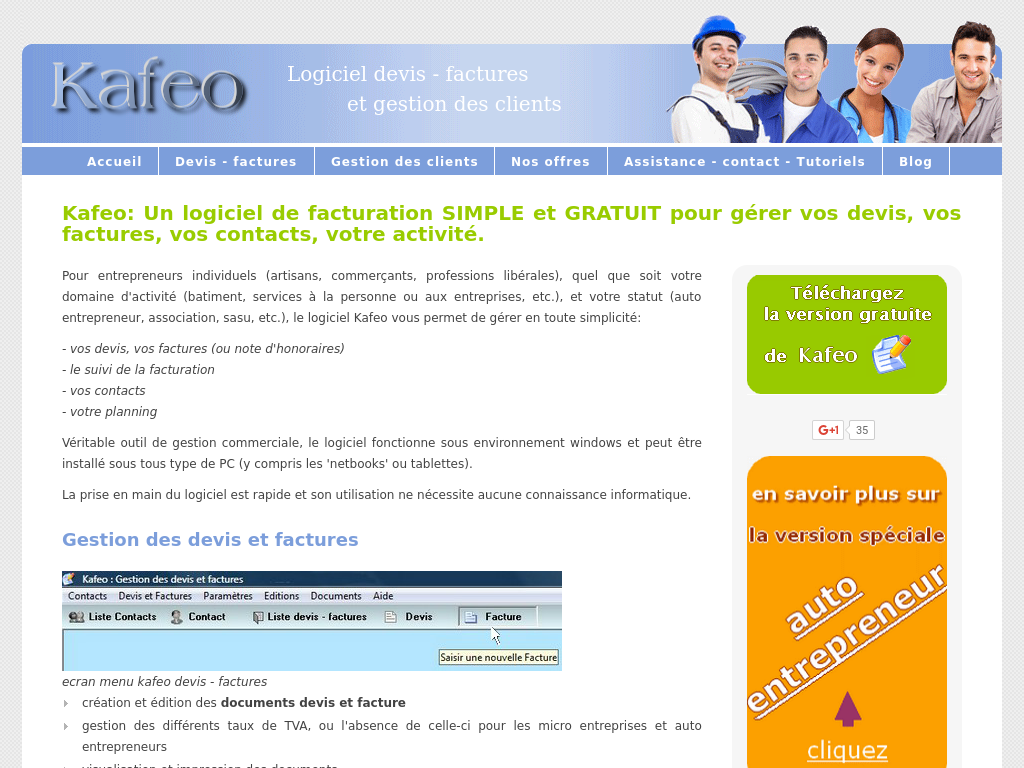 Kafeo
Logiciel devis - factures
et gestion des clients
Accueil
Devis - factures
Gestion des clients
Nos offres
Assistance - contact - Tutoriels
Blog
Kafeo: Un logiciel de facturation SIMPLE et GRATUIT pour gérer vos devis, vos
factures, vos contacts, votre activité.
Pour entrepreneurs individuels (artisans, commerçants, professions libérales), quel que soit votre
domaine d'activité (batiment, services à la personne ou aux entreprises, etc.), et votre statut (auto
entrepreneur, association, sasu, etc.), le logiciel Kafeo vous permet de gérer en toute simplicité:
- vos devis, vos factures (ou note d'honoraires)
- le suivi de la facturation
- vos contacts
- votre planning
Véritable outil de gestion commerciale, le logiciel fonctionne sous environnement windows et peut être
installé sous tous type de PC (y compris les 'netbooks' ou tablettes).
La prise en main du logiciel est rapide et son utilisation ne nécessite aucune connaissance informatique.
Gestion des devis et factures
Kafeo : Gestion des devis et factures
Contacts Devis et Factures Paramètres Editions Documents Aide
Liste Contacts Contact Liste devis - factures Devis Facture
Saisir une nouvelle Facture
ecran menu kafeo devis - factures
création et édition des documents devis et facture
gestion des différents taux de TVA, ou l'absence de celle-ci pour les micro entreprises et auto
entrepreneurs
visualisation et impression des documents
Téléchargez
la version gratuite
de Kafeo
G+1
35
en savoir plus sur
la version spéciale
auto
entrepreneur
cliquez